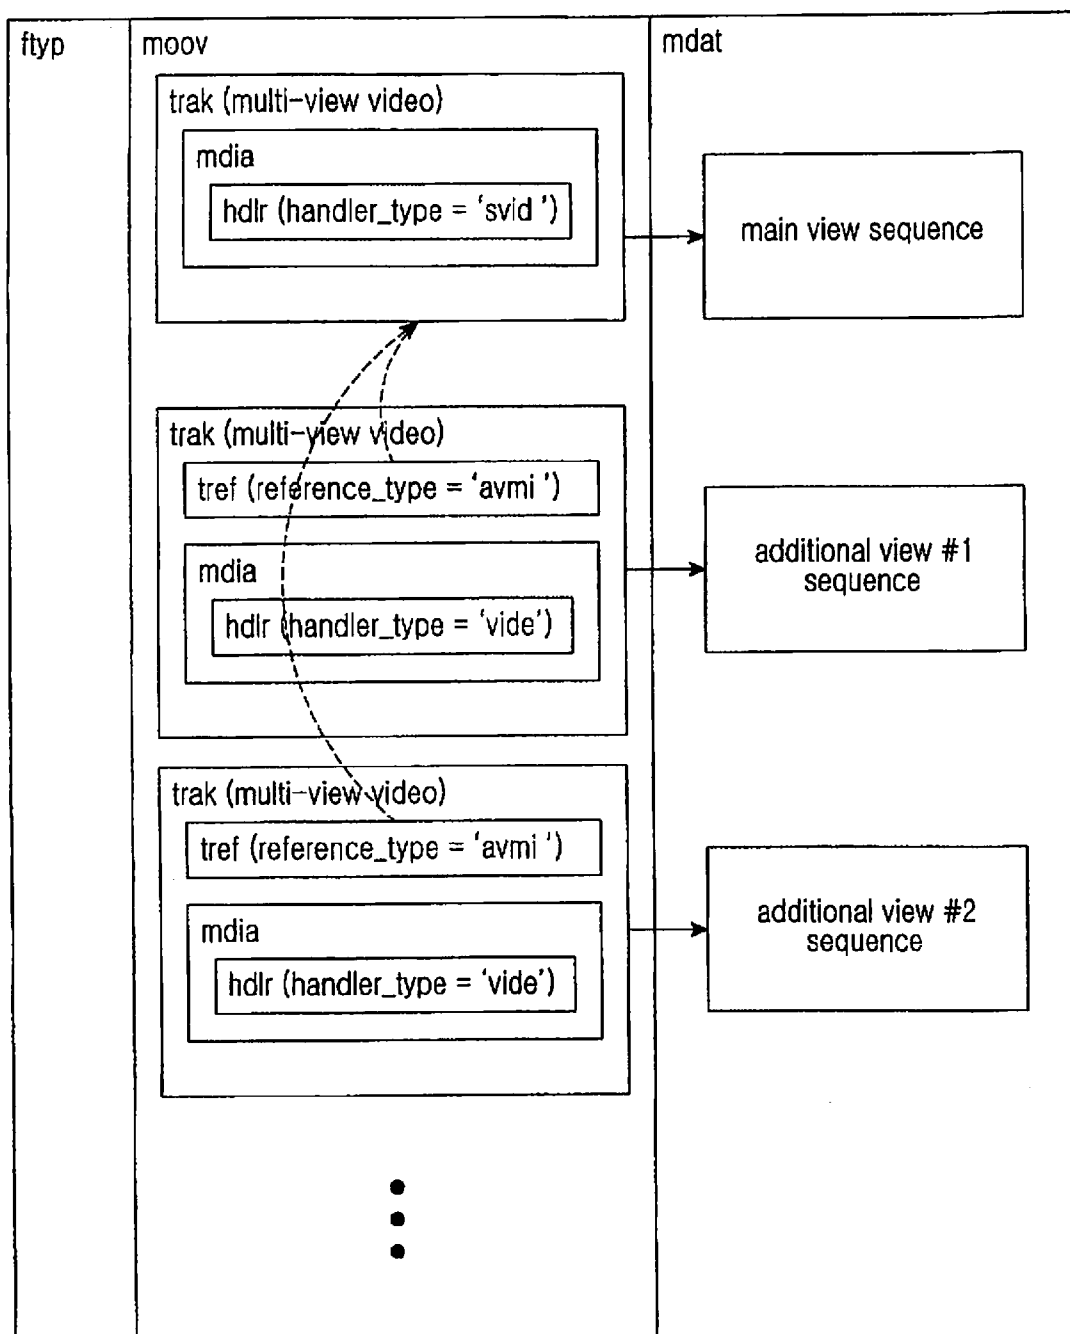 ftyp
moov
mdat
trak (multi-view video)
mdia
hdlr (handler_type = ‘svid ’)
main view sequence
trak (multi-view video)
tref (reference_type = ‘avmi ’)
mdia
hdlr (handler_type = ‘vide’)
additional view #1
sequence
trak (multi-view video)
tref (reference_type = ‘avmi ’)
mdia
hdlr (handler_type = ‘vide’)
additional view #2
sequence